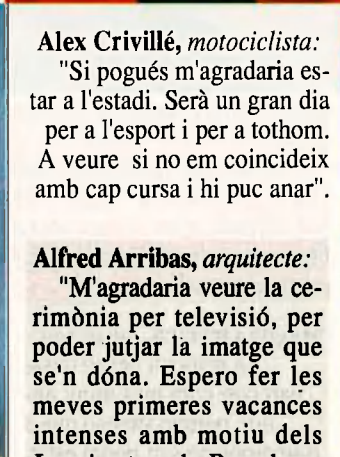 Alex Crivillé, motociclista:
"Si pogués m'agradaria es-
tar a l'estadi. Serà un gran dia
per a l'esport i per a tothom.
A veure si no em coincideix
amb cap cursa i hi puc anar".
Alfred Arribas, arquitecte:
"M'agradaria veure la ce-
rimònia per televisió, per
poder jutjar la imatge que
se'n dóna. Espero fer les
meves primeres vacances
intenses amb motiu dels